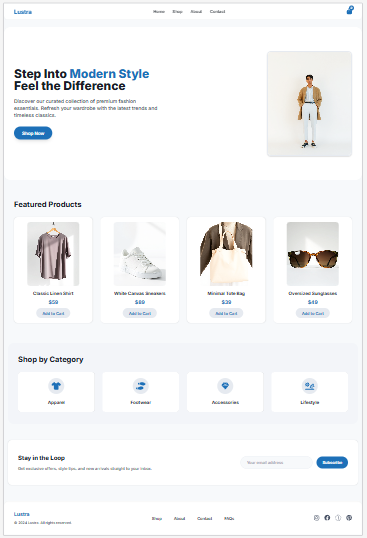 Lustra
Home Shop About Contact
Step Into Modern Style
Feel the Difference
Discover our curated collection of premium fashion
essentials. Refresh your wardrobe with the latest trends and
timeless classics.
Shop Now
Featured Products
Classic Linen Shirt White Canvas Sneakers Minimal Tote Bag Oversized Sunglasses
$59 $89 $39 $49
Add to Cart Add to Cart Add to Cart Add to Cart
Shop by Category
Apparel Footwear Accessories Lifestyle
Stay in the Loop
Get exclusive offers, style tips, and new arrivals straight to your inbox.
Your email address Subscribe
Lustra
© 2024 Lustra. All rights reserved.
Shop About Contact FAQs